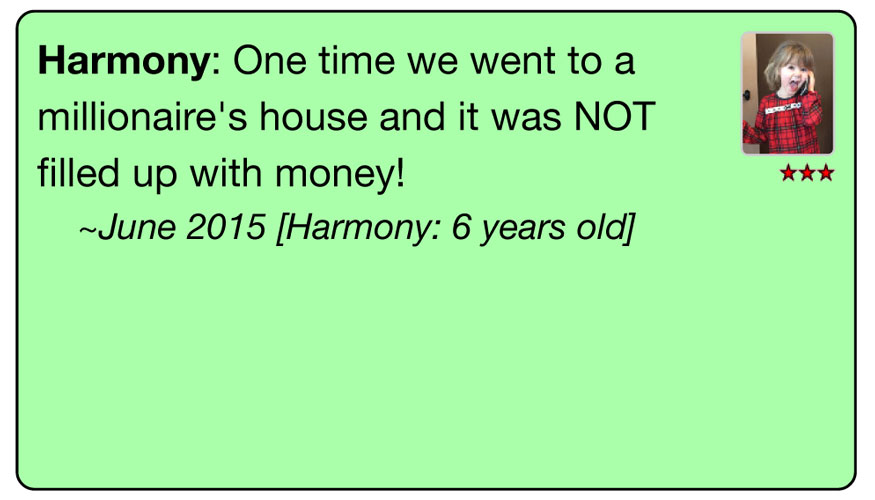 Harmony: One time we went to a
millionaire's house and it was NOT
filled up with money!
~June 2015 [Harmony: 6 years old]